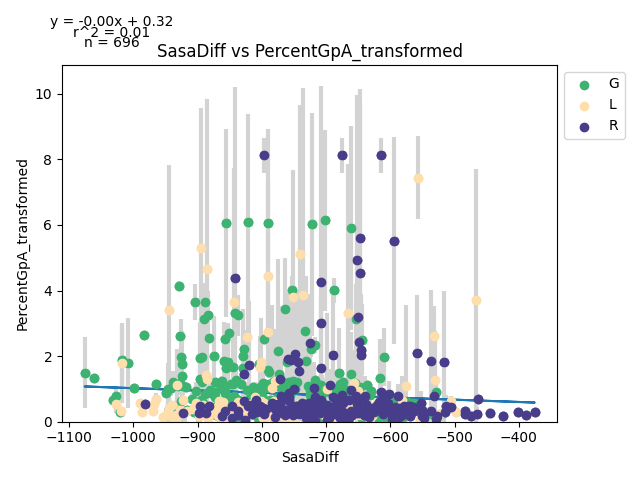 y = -0.00x + 0.32
r^2 = 0.01
n = 696
SasaDiff vs PercentGpA_transformed
G
L
R
PercentGpA_transformed
10
8
6
4
2
0
−1100 −1000 −900 −800 −700 −600 −500 −400
SasaDiff